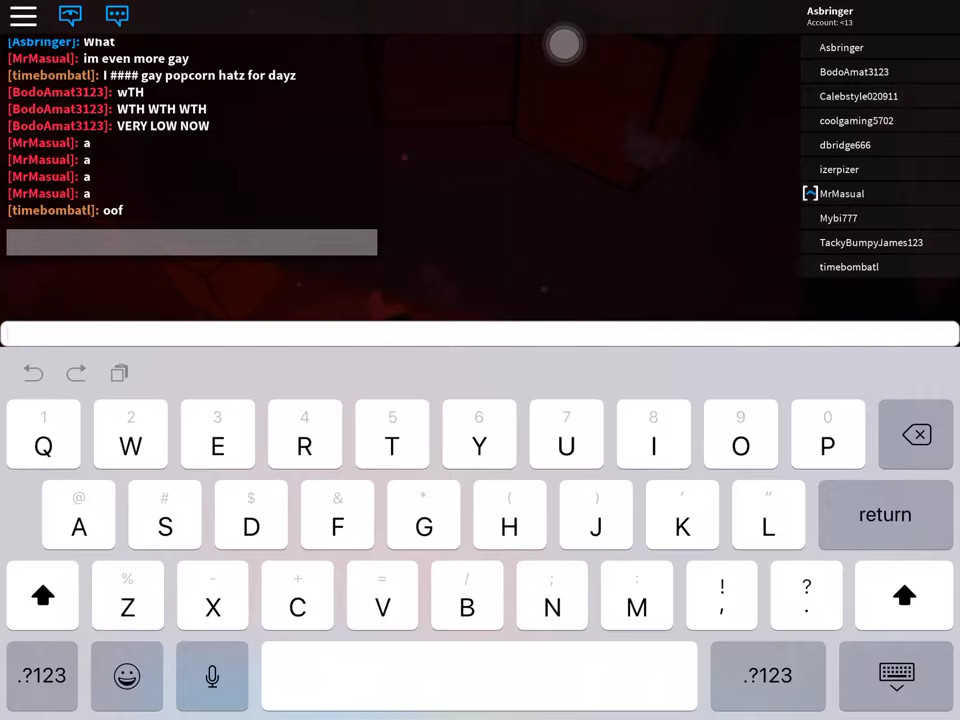 Asbringer
Account: <13
[Asbringer]: What
[MrMasual]: im even more gay
[timebombatl]: I #### gay popcorn hatz for dayz
[BodoAmat3123]: wTH
[BodoAmat3123]: WTH WTH WTH
[BodoAmat3123]: VERY LOW NOW
[MrMasual]: a
[MrMasual]: a
[MrMasual]: a
[MrMasual]: a
[timebombatl]: oof
Asbringer
BodoAmat3123
Calebstyle020911
coolgaming5702
dbridge666
izerpizer
MrMasual
Mybi777
TackyBumpyJames123
timebombatl
1 2 3 4 5 6 7 8 9 0
Q W E R T Y U I O P
@ # $ & * ( ) ' "
A S D F G H J K L return
% - + = / ; : ! ?
Z X C V B N M , .
.?123 .?123